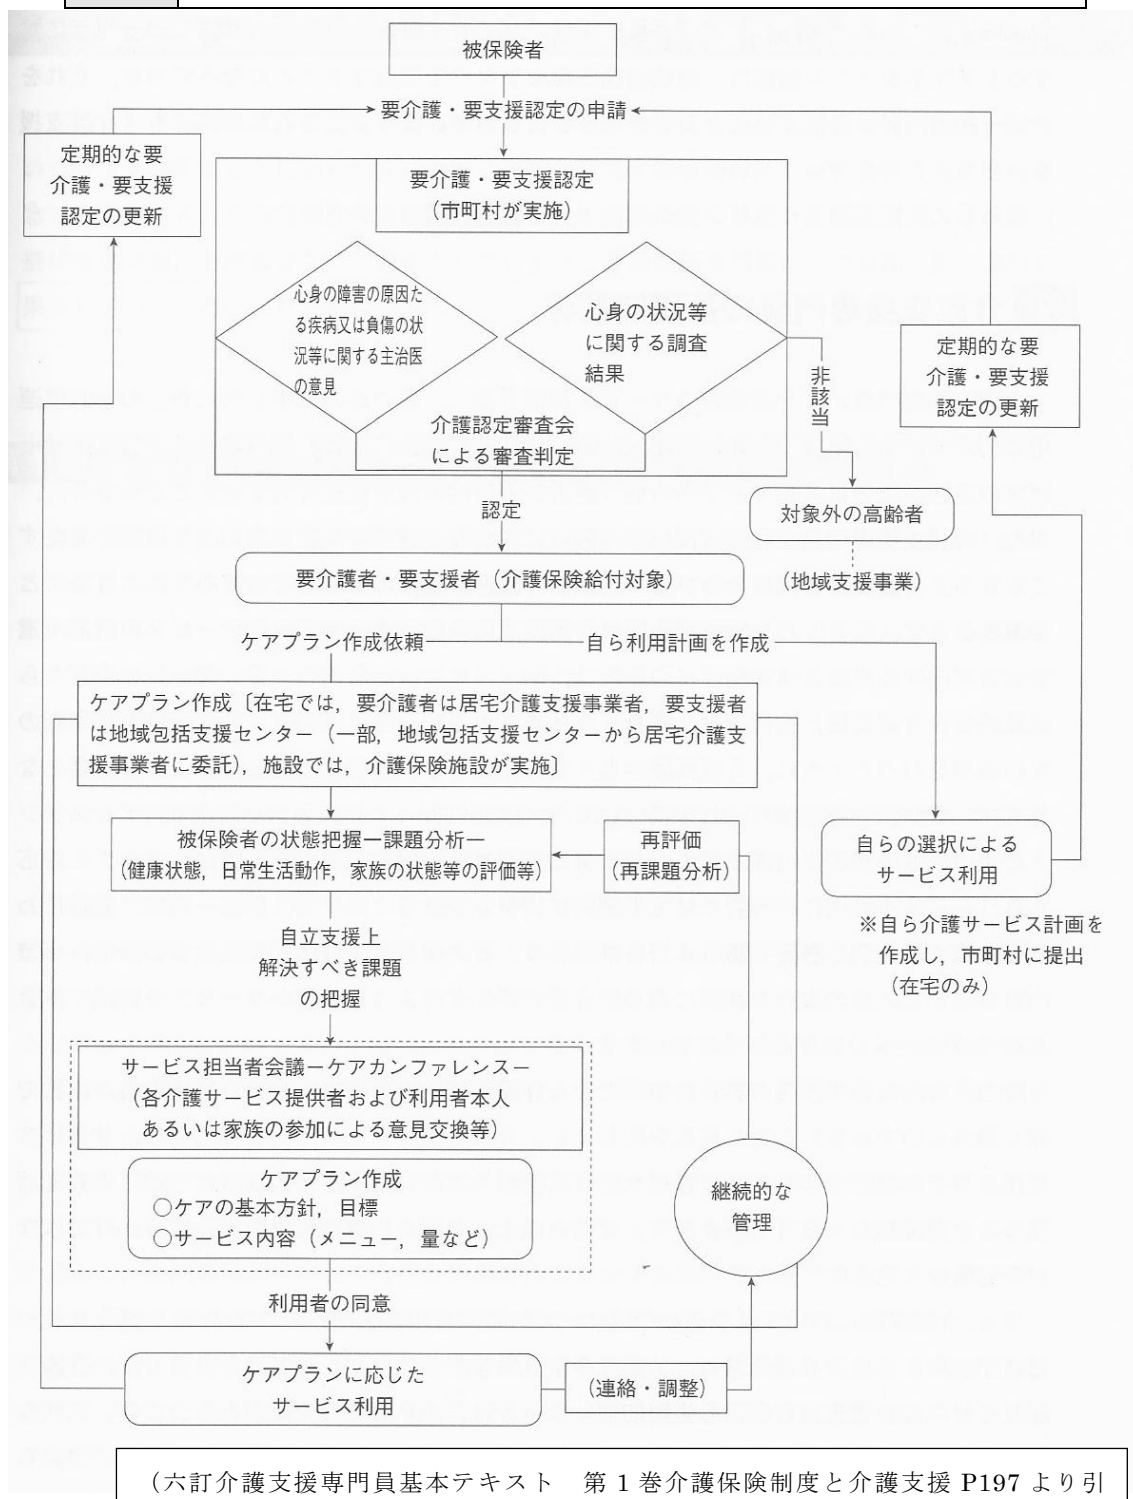 被保険者
要介護・要支援認定の申請
定期的な要
介護・要支援
認定の更新
要介護・要支援認定
(市町村が実施)
心身の障害の原因た
る疾病又は負傷の状
況等に関する主治医
の意見
心身の状況等
に関する調査
結果
介護認定審査会
による審査判定
非該当
定期的な要
介護・要支援
認定の更新
認定
対象外の高齢者
(地域支援事業)
要介護者・要支援者(介護保険給付対象)
ケアプラン作成依頼
自ら利用計画を作成
ケアプラン作成〔在宅では,要介護者は居宅介護支援事業者,要支援者
は地域包括支援センター(一部,地域包括支援センターから居宅介護支
援事業者に委託),施設では,介護保険施設が実施〕
被保険者の状態把握ー課題分析ー
(健康状態,日常生活動作,家族の状態等の評価等)
再評価
(再課題分析)
自らの選択による
サービス利用
※自ら介護サービス計画を
作成し,市町村に提出
(在宅のみ)
自立支援上
解決すべき課題
の把握
サービス担当者会議−ケアカンファレンス−
(各介護サービス提供者および利用者本人
あるいは家族の参加による意見交換等)
ケアプラン作成
○ケアの基本方針,目標
○サービス内容(メニュー,量など)
継続的な
管理
利用者の同意
ケアプランに応じた
サービス利用
(連絡・調整)
(六訂介護支援専門員基本テキスト 第1巻介護保険制度と介護支援 P197 より引